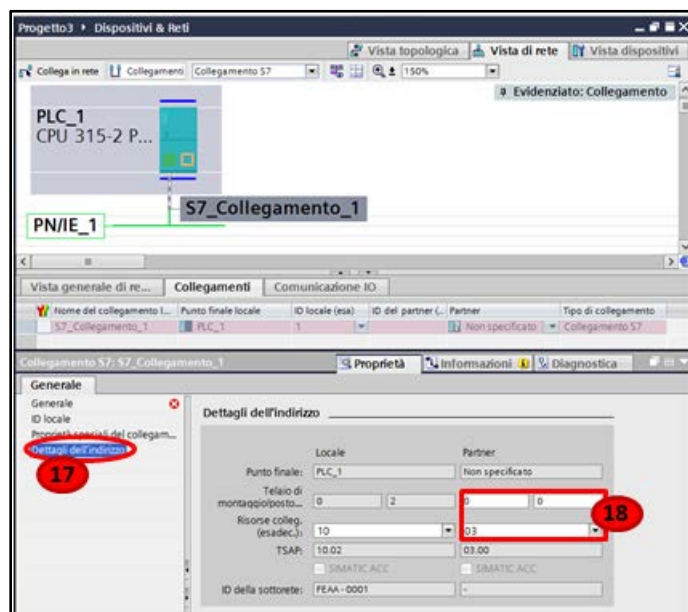 Progetto3 ▸ Dispositivi & Reti
Vista topologica Vista di rete Vista dispositivi
Collega in rete Collegamenti Collegamento S7 150%
Evidenziato: Collegamento
PLC_1
CPU 315-2 P...
S7_Collegamento_1
PN/IE_1
Vista generale di re... Collegamenti Comunicazione IO
Nome del collegamento l... Punto finale locale ID locale (esa) ID del partner (... Partner Tipo di collegamento
S7_Collegamento_1 PLC_1 1 Non specificato Collegamento S7
Collegamento S7: S7_Collegamento_1 Proprietà Informazioni Diagnostica
Generale
Generale
ID locale
Proprietà speciali del collegam...
Dettagli dell'indirizzo
17
Dettagli dell'indirizzo
Locale Partner
Punto finale: PLC_1 Non specificato
Telaio di
montaggio/posto... 0 2 0 0
18
Risorse colleg.
(esadec.): 10 03
TSAP: 10.02 03.00
SIMATIC ACC SIMATIC ACC
ID della sottorete: FEAA-0001 -